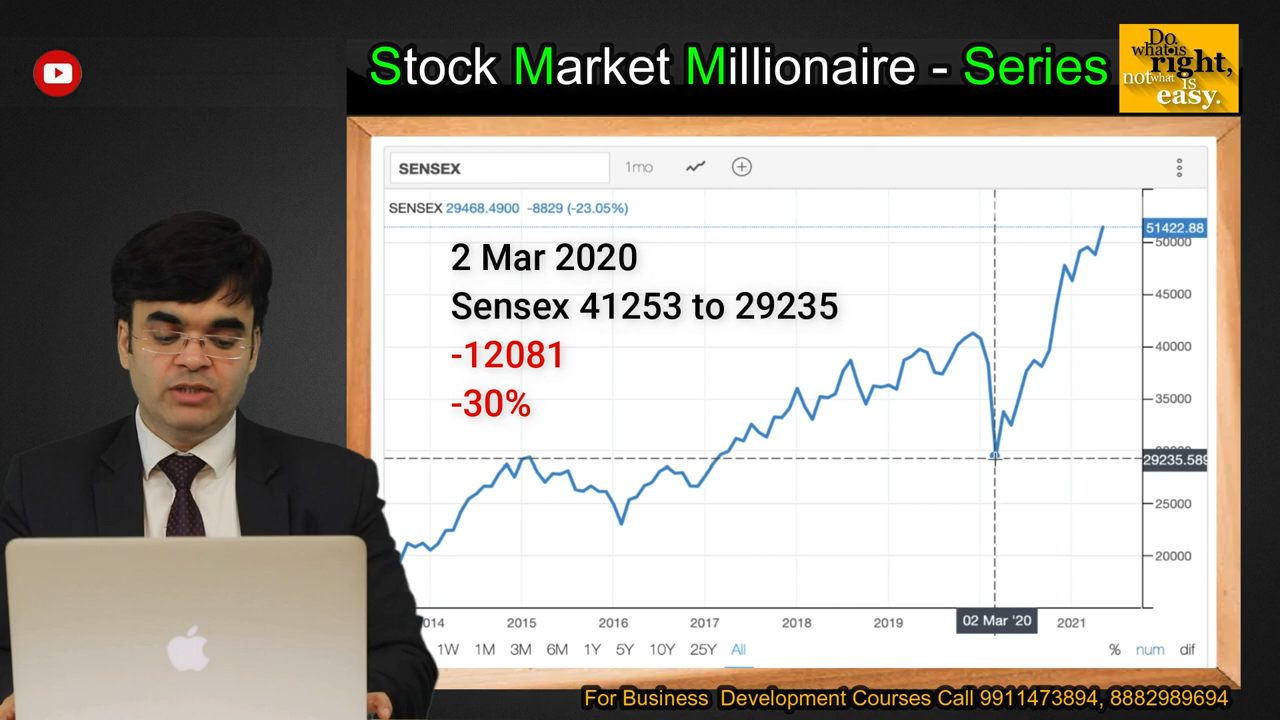 Stock Market Millionaire - Series
Do
what is
right,
not what
is
easy.
SENSEX
1mo
SENSEX 29468.4900 -8829 (-23.05%)
2 Mar 2020
Sensex 41253 to 29235
-12081
-30%
51422.88
50000
45000
40000
35000
29235.589
25000
20000
014 2015 2016 2017 2018 2019 02 Mar '20 2021
1W 1M 3M 6M 1Y 5Y 10Y 25Y All % num dif
For Business Development Courses Call 9911473894, 8882989694